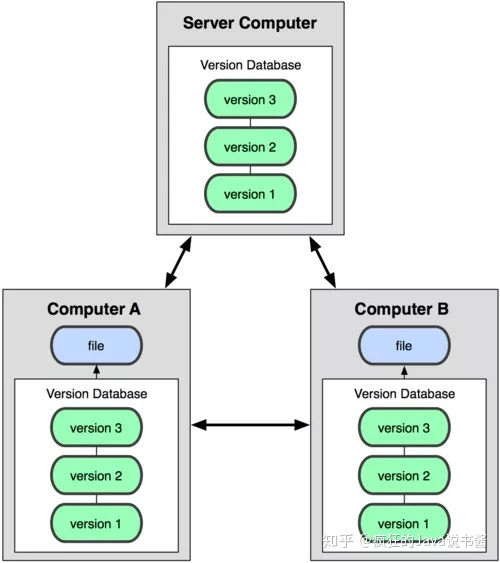 Server Computer
Version Database
version 3
version 2
version 1
Computer A
file
Version Database
version 3
version 2
version 1
Computer B
file
Version Database
version 3
version 2
version 1
知乎 @疯狂的Java说书酱